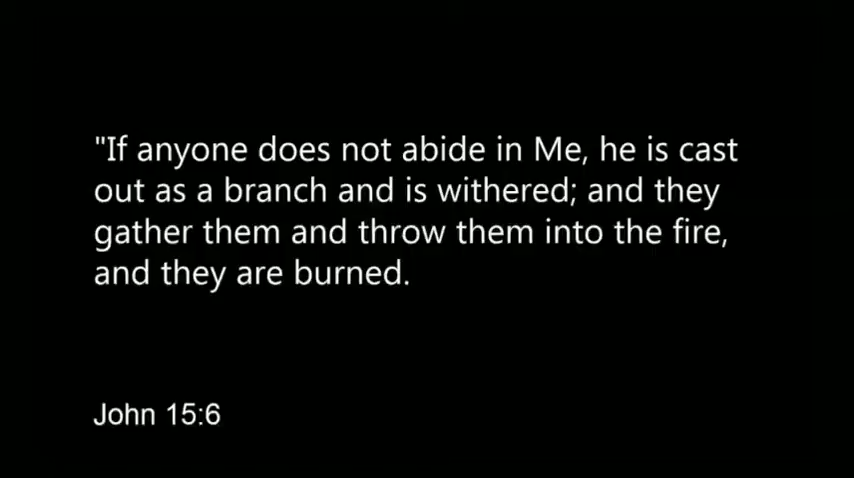 "If anyone does not abide in Me, he is cast
out as a branch and is withered; and they
gather them and throw them into the fire,
and they are burned.
John 15:6